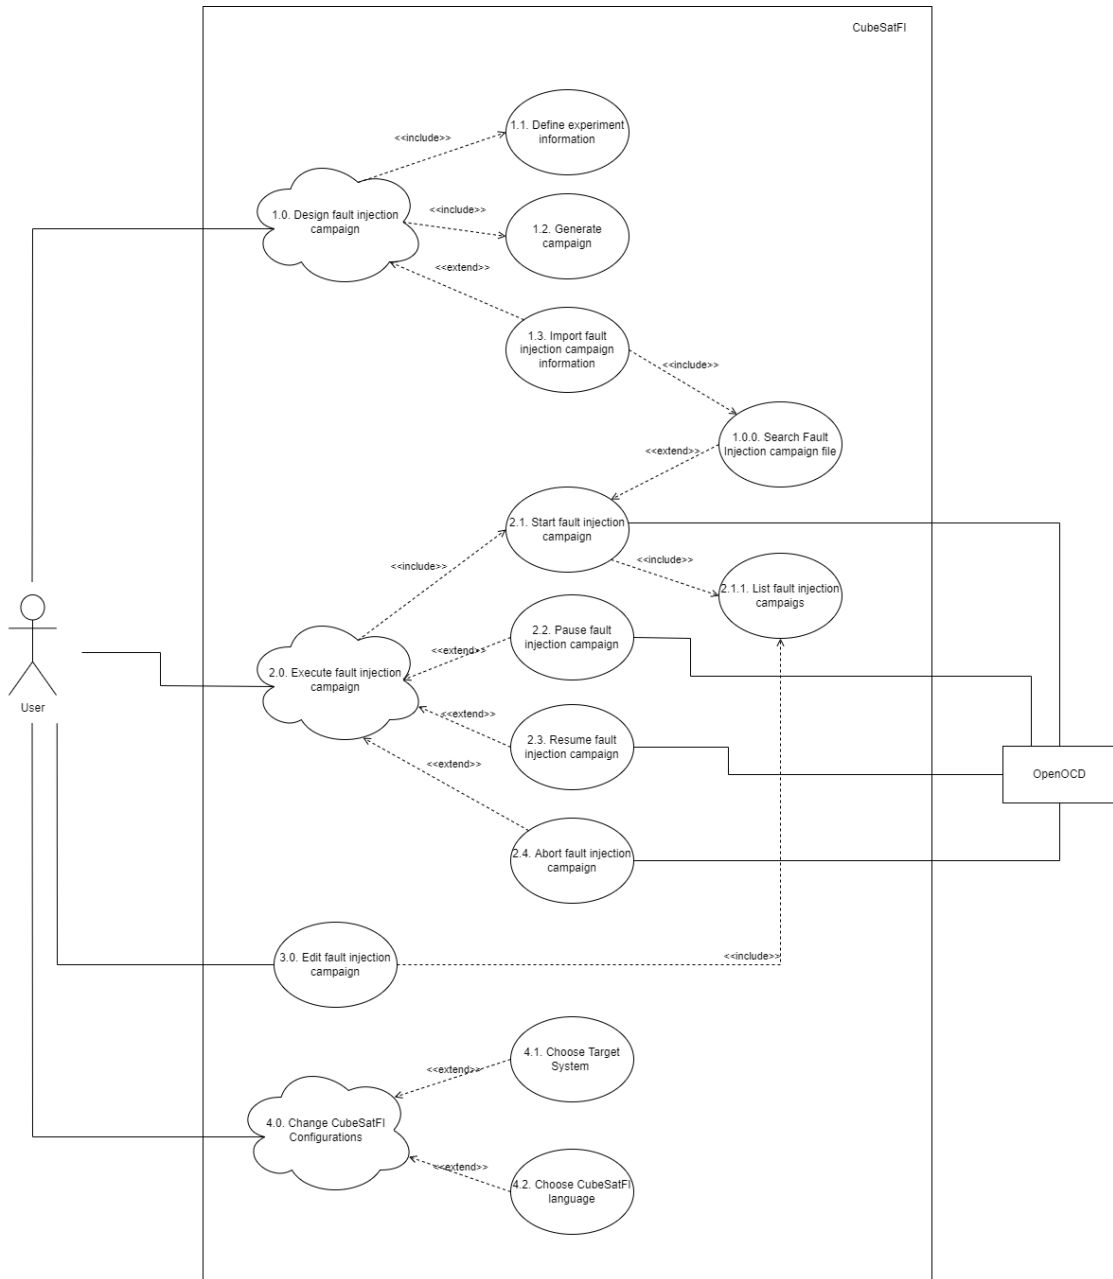 CubeSatFI
1.1. Define experiment
information
<<include>>
1.0. Design fault injection
campaign
<<include>>
1.2. Generate
campaign
<<extend>>
1.3. Import fault
injection campaign
information
<<include>>
1.0.0. Search Fault
Injection campaign file
<<extend>>
2.1. Start fault injection
campaign
<<include>>
<<include>>
2.1.1. List fault injection
campaigs
2.2. Pause fault
injection campaign
<<extend>>
2.0. Execute fault injection
campaign
User
<<extend>>
2.3. Resume fault
injection campaign
<<extend>>
OpenOCD
2.4. Abort fault injection
campaign
3.0. Edit fault injection
campaign
<<include>>
4.1. Choose Target
System
<<extend>>
4.0. Change CubeSatFI
Configurations
<<extend>>
4.2. Choose CubeSatFI
language